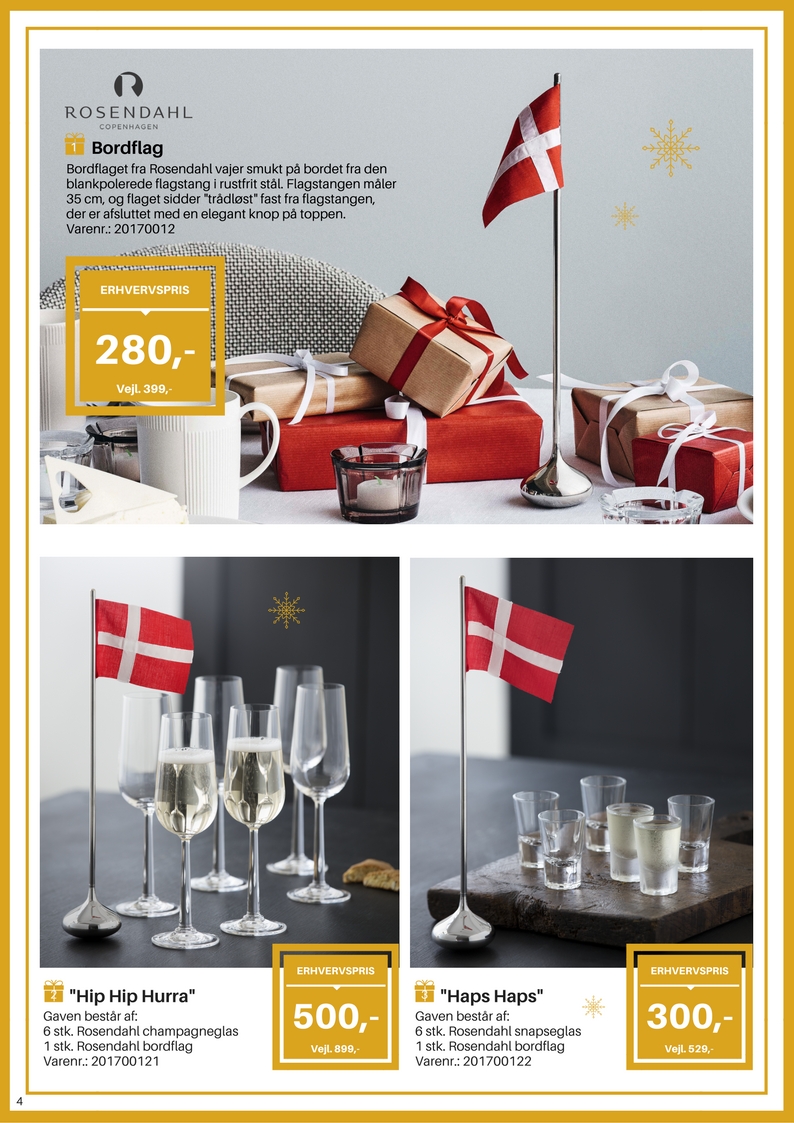 ROSENDAHL
COPENHAGEN
1 Bordflag
Bordflaget fra Rosendahl vajer smukt på bordet fra den
blankpolerede flagstang i rustfrit stål. Flagstangen måler
35 cm, og flaget sidder "trådløst" fast fra flagstangen,
der er afsluttet med en elegant knop på toppen.
Varenr.: 20170012
ERHVERVSPRIS
280,-
Vejl. 399,-
2 "Hip Hip Hurra"
Gaven består af:
6 stk. Rosendahl champagneglas
1 stk. Rosendahl bordflag
Varenr.: 201700121
ERHVERVSPRIS
500,-
Vejl. 899,-
3 "Haps Haps"
Gaven består af:
6 stk. Rosendahl snapseglas
1 stk. Rosendahl bordflag
Varenr.: 201700122
ERHVERVSPRIS
300,-
Vejl. 529,-
4